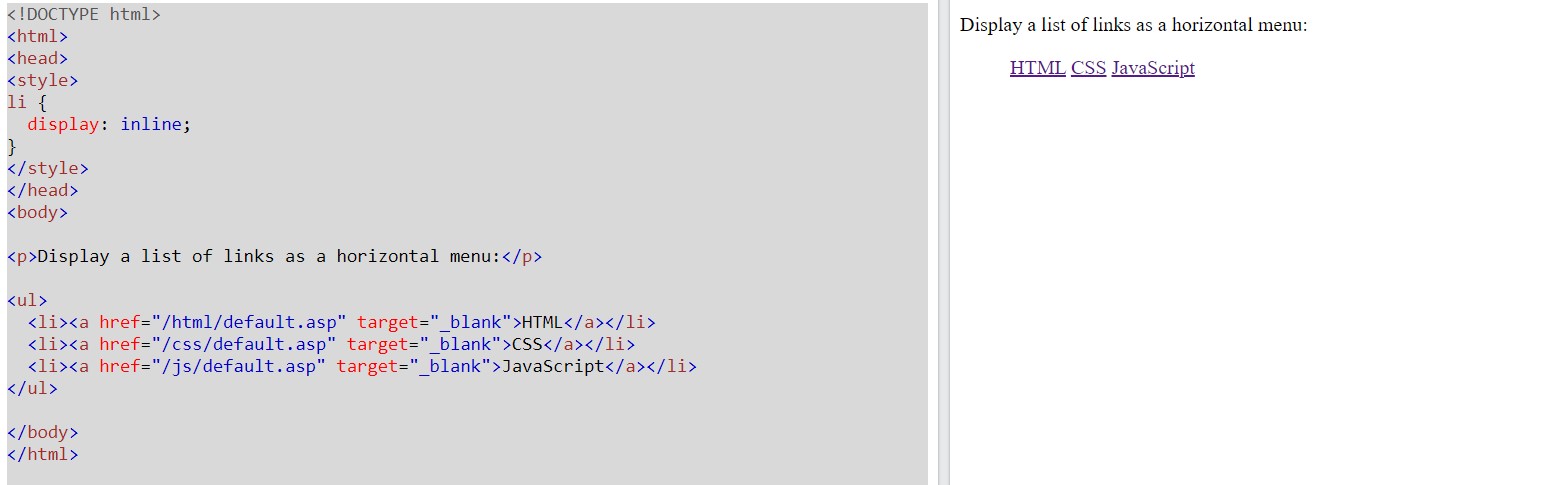 <!DOCTYPE html>
<html>
<head>
<style>
li {
  display: inline;
}
</style>
</head>
<body>

<p>Display a list of links as a horizontal menu:</p>

<ul>
  <li><a href="/html/default.asp" target="_blank">HTML</a></li>
  <li><a href="/css/default.asp" target="_blank">CSS</a></li>
  <li><a href="/js/default.asp" target="_blank">JavaScript</a></li>
</ul>

</body>
</html>
Display a list of links as a horizontal menu:
HTML CSS JavaScript